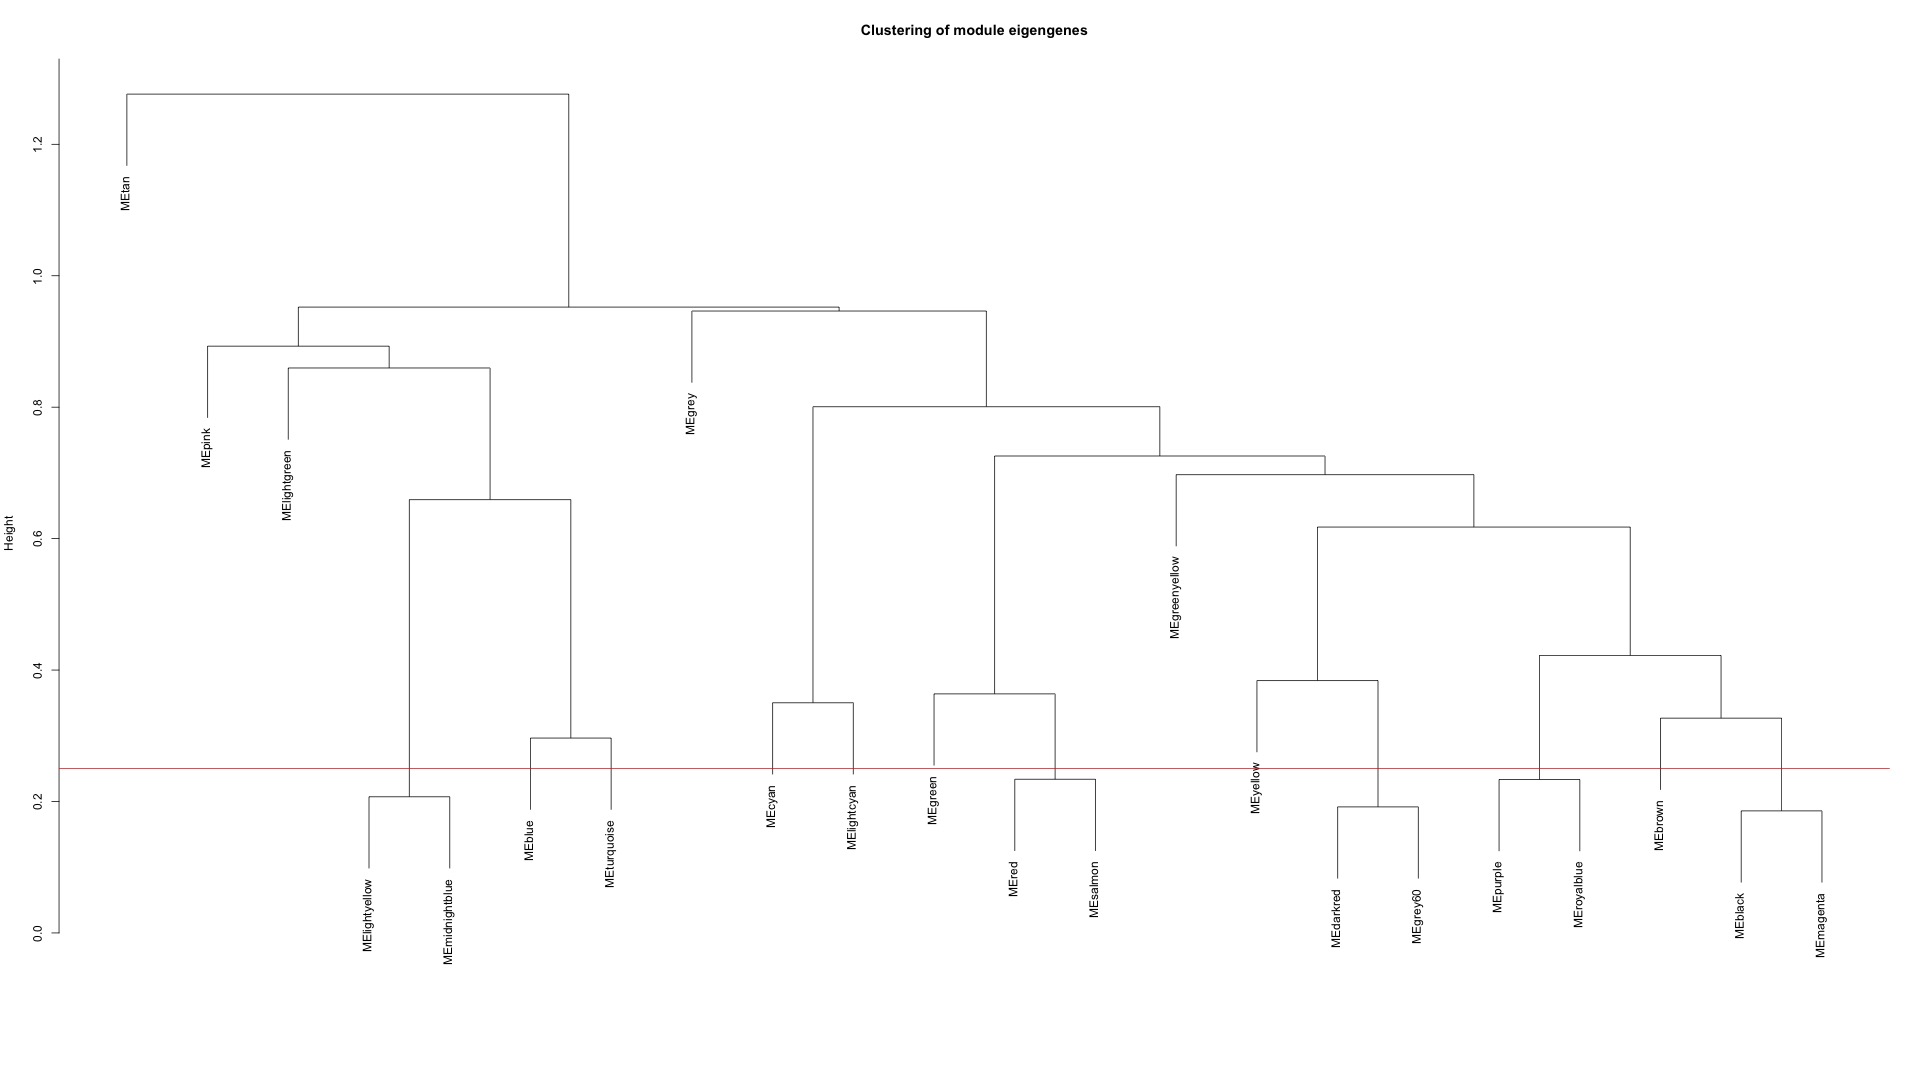 Clustering of module eigengenes
Height
1.2
1.0
0.8
0.6
0.4
0.2
0.0
MEtan
MEpink
MElightgreen
MElightyellow
MEmidnightblue
MEblue
MEturquoise
MEgrey
MEcyan
MElightcyan
MEgreen
MEred
MEsalmon
MEgreenyellow
MEyellow
MEdarkred
MEgrey60
MEpurple
MEroyalblue
MEbrown
MEblack
MEmagenta